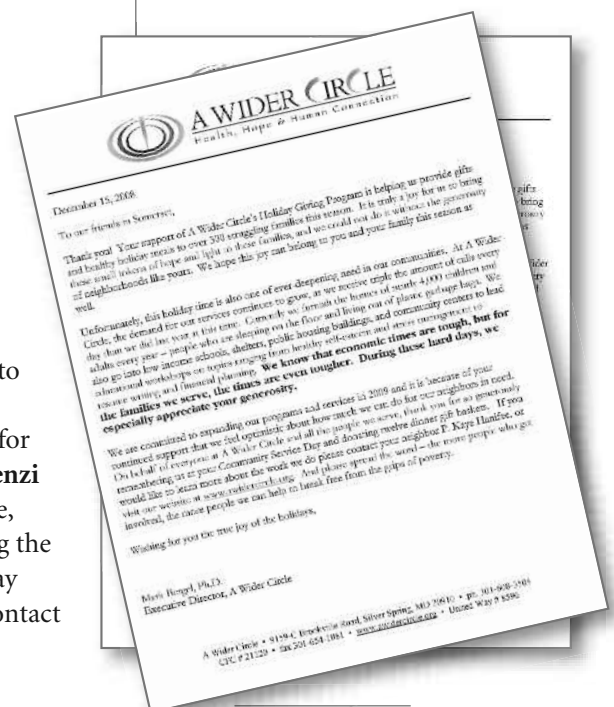 A WIDER CIRCLE
Health, Hope & Human Connection
December 15, 2008
To our friends in Somerset,
Thank you! Your support of A Wider Circle's Holiday Giving Program is helping us provide gifts
and healthy holiday meals to over 320 struggling families this season. It is truly a joy for us to bring
these small tokens of hope and light to these families, and we could not do it without the generosity
of neighborhoods like yours. We hope this joy can belong to you and your family this season as
well.
Unfortunately, this holiday time is also one of ever deepening need in our communities. At A Wider
Circle, the demand for our services continues to grow, as we receive triple the amount of calls every
day than we did last year at this time. Currently we furnish the homes of nearly 4,000 children and
adults every year – people who are sleeping on the floor and living out of plastic garbage bags. We
also go into low income schools, shelters, public housing buildings, and community centers to lead
educational workshops on topics ranging from healthy self-esteem and stress management to
resume writing and financial planning. We know that economic times are tough, but for
the families we serve, the times are even tougher. During these hard days, we
especially appreciate your generosity.
We are committed to expanding our programs and services in 2009 and it is because of your
continued support that we feel optimistic about how much we can do for our neighbors in need.
On behalf of everyone at A Wider Circle and all the people we serve, thank you for so generously
remembering us at your Community Service Day and donating twelve dinner gift baskets. If you
would like to learn more about the work we do please contact your neighbor P. Kaye Hanifee, or
visit our website at www.awidercircle.org. And please spread the word – the more people who get
involved, the more people we can help to break free from the grips of poverty.
Wishing for you the true joy of the holidays,
Mark Bergel, Ph.D.
Executive Director, A Wider Circle
A Wider Circle • 9159-C Brookville Road, Silver Spring, MD 20910 • ph 301-608-3504
CFC # • fax 301-654-1081 • www.awidercircle.org • United Way # 8590
to
for
enzi
e,
g the
ay
ontact
gifts
bring